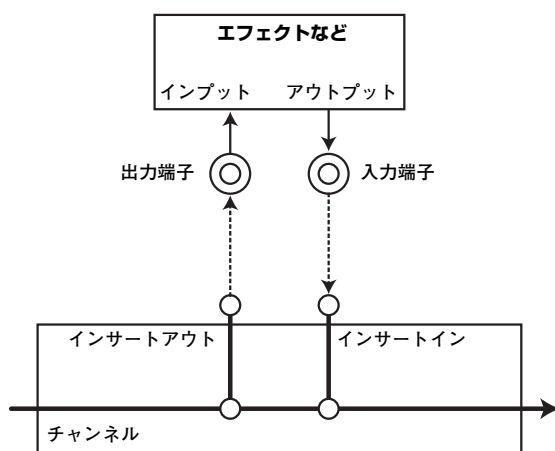 エフェクトなど
インプット アウトプット
出力端子 入力端子
インサートアウト インサートイン
チャンネル